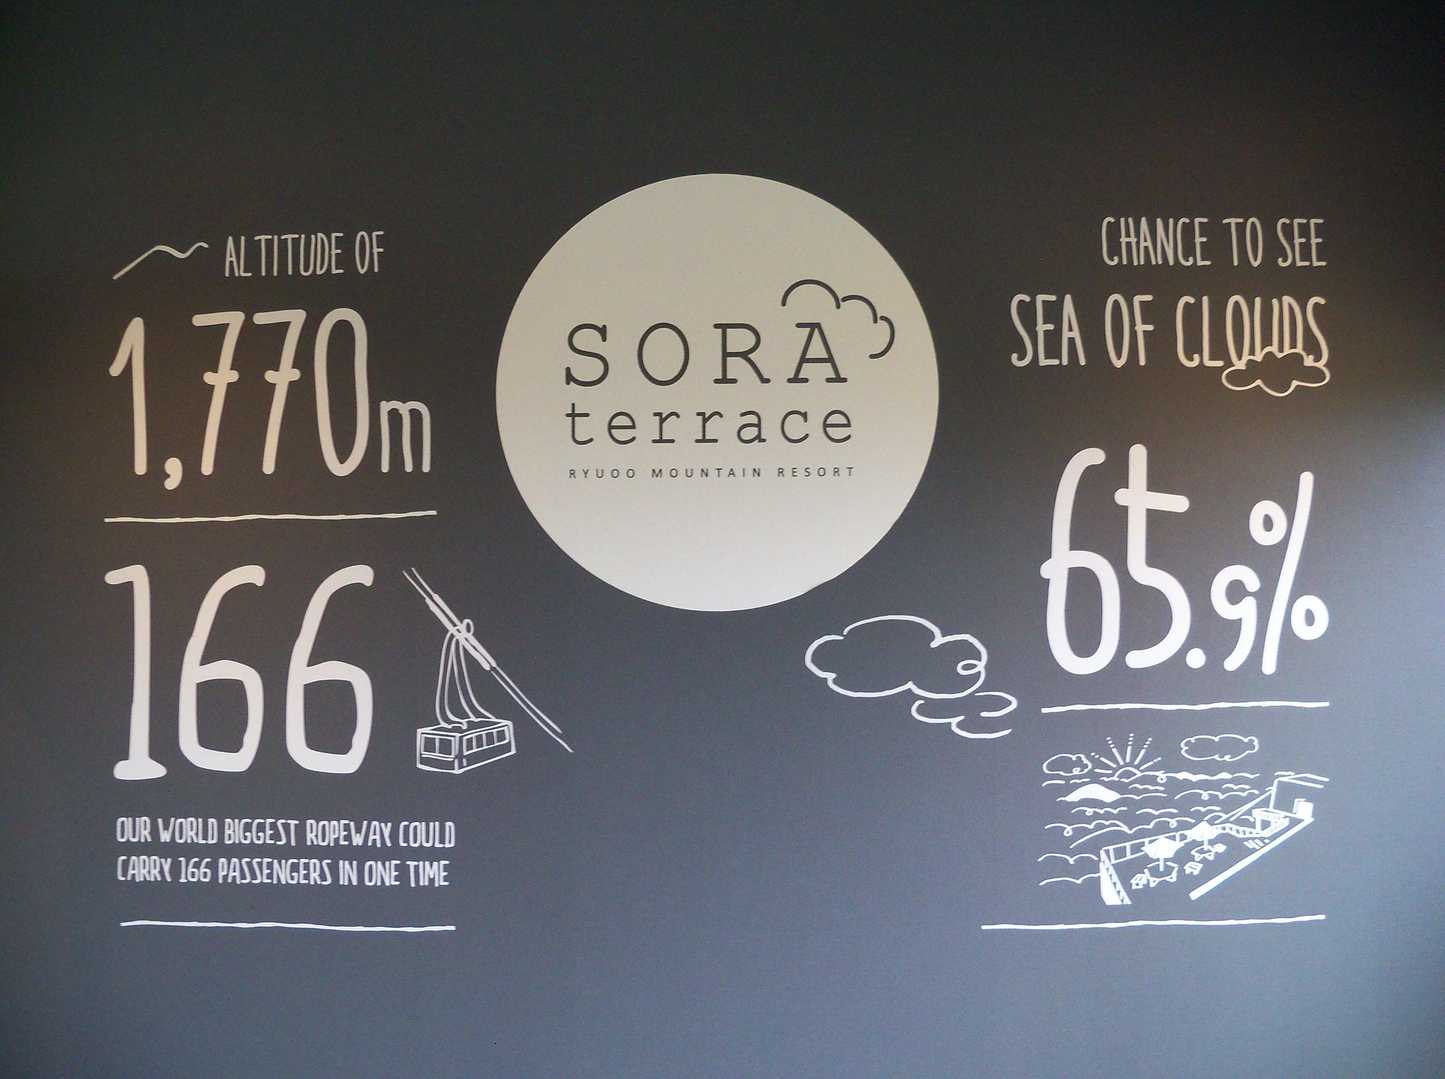 ALTITUDE OF
1,770m
166
OUR WORLD BIGGEST ROPEWAY COULD
CARRY 166 PASSENGERS IN ONE TIME
SORA
terrace
RYUOO MOUNTAIN RESORT
CHANCE TO SEE
SEA OF CLOUDS
65.9%